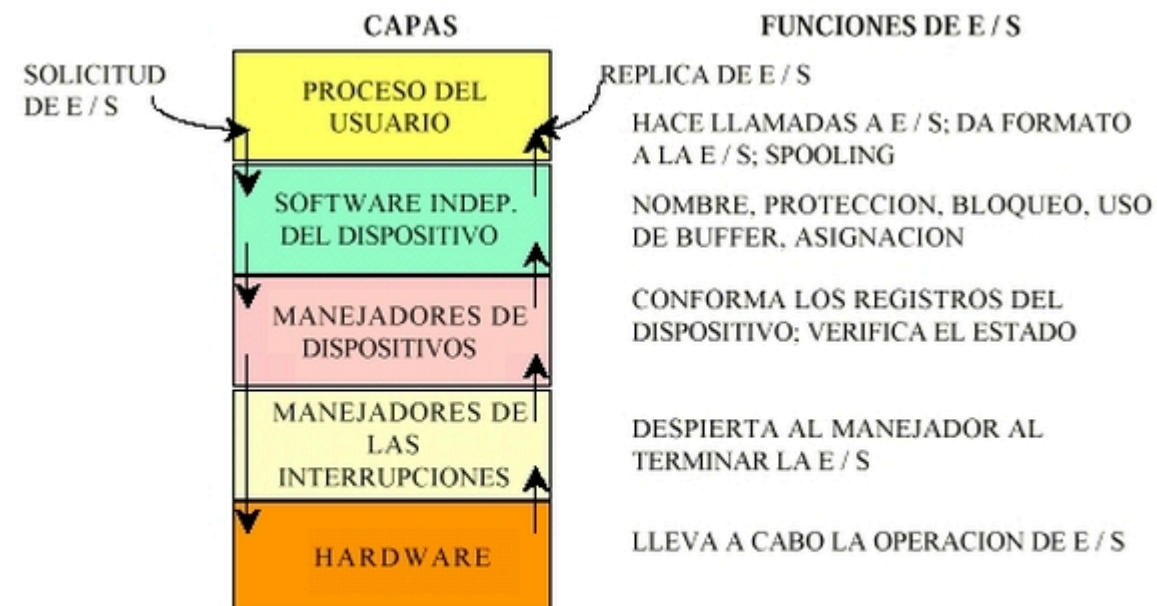 CAPAS
FUNCIONES DE E / S
SOLICITUD
DE E / S
REPLICA DE E / S
PROCESO DEL
USUARIO
HACE LLAMADAS A E / S; DA FORMATO
A LA E / S; SPOOLING
SOFTWARE INDEP.
DEL DISPOSITIVO
NOMBRE, PROTECCION, BLOQUEO, USO
DE BUFFER, ASIGNACION
MANEJADORES DE
DISPOSITIVOS
CONFORMA LOS REGISTROS DEL
DISPOSITIVO; VERIFICA EL ESTADO
MANEJADORES DE
LAS
INTERRUPCIONES
DESPIERTA AL MANEJADOR AL
TERMINAR LA E / S
HARDWARE
LLEVA A CABO LA OPERACION DE E / S